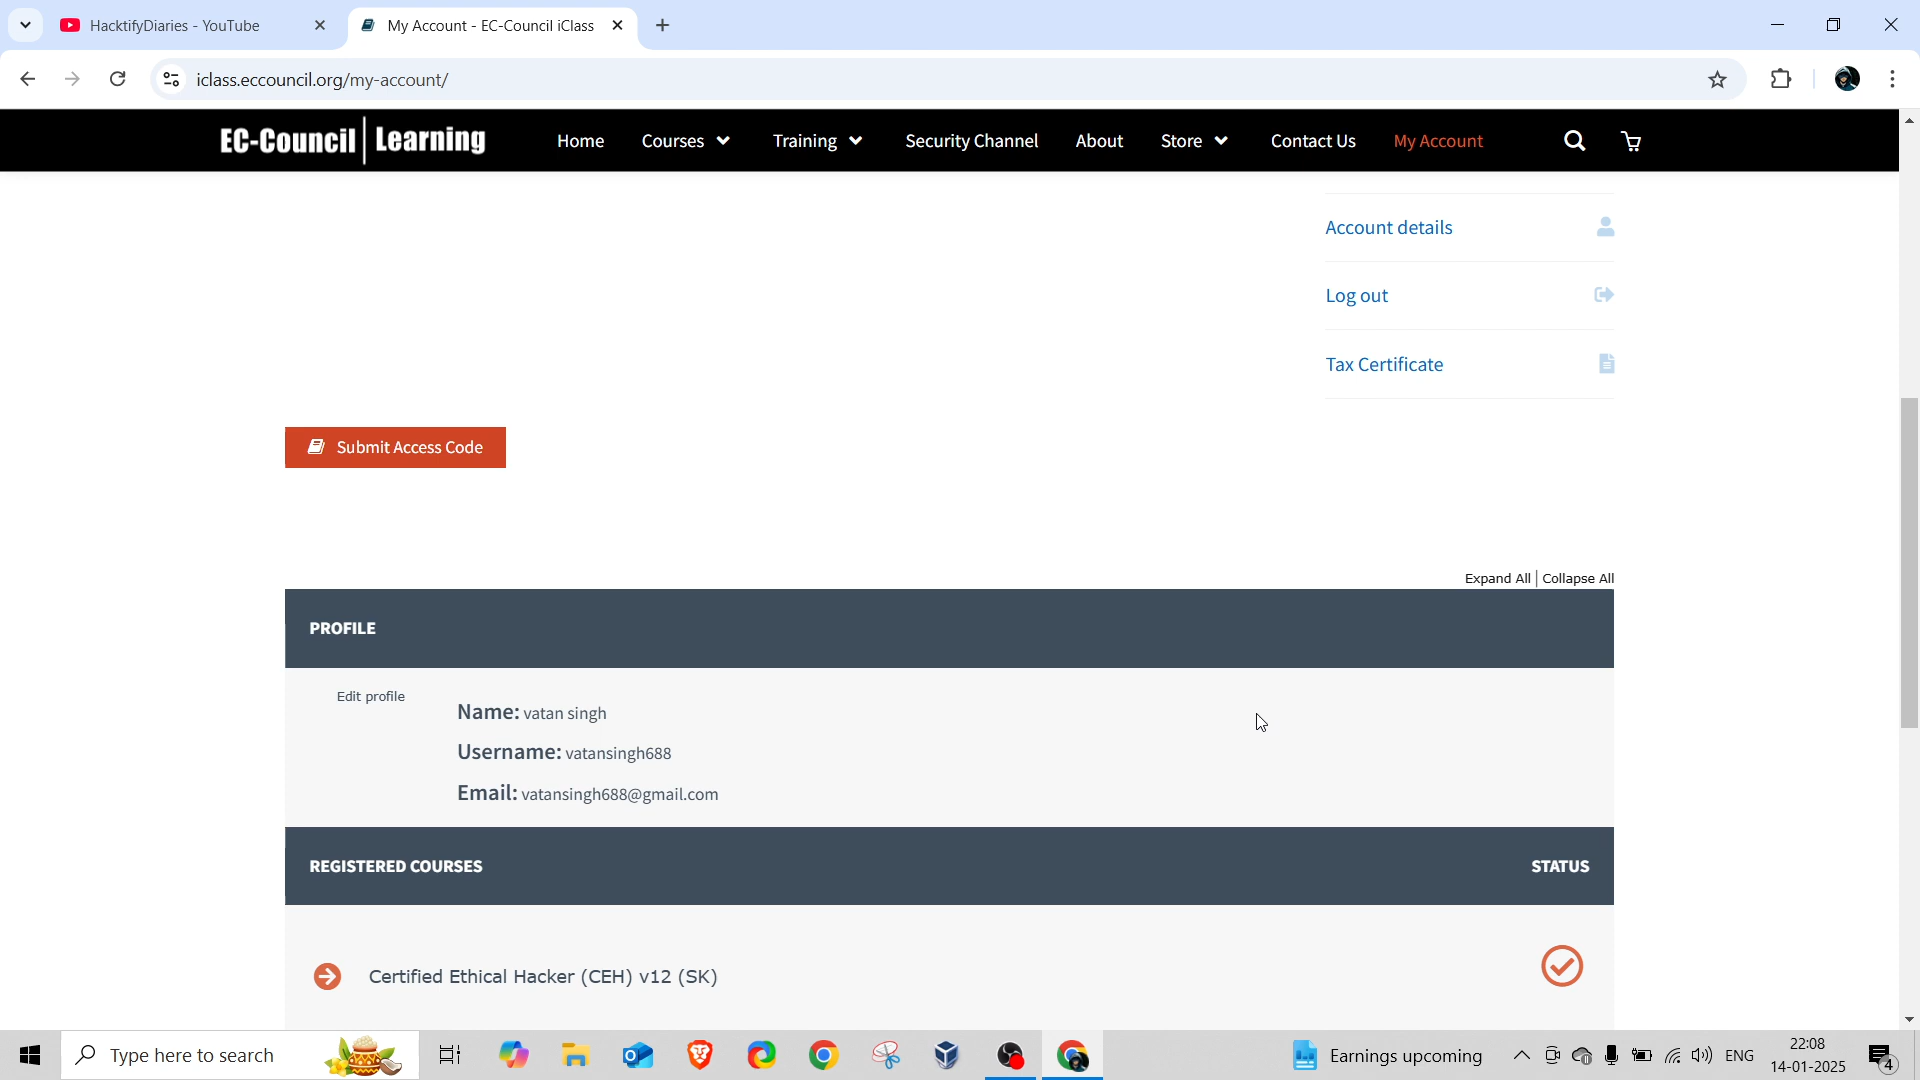 HacktifyDiaries - YouTube
My Account - EC-Council iClass
iclass.eccouncil.org/my-account/
EC-Council Learning
Home
Courses
Training
Security Channel
About
Store
Contact Us
My Account
Account details
Log out
Tax Certificate
Submit Access Code
Expand All | Collapse All
PROFILE
Edit profile
Name: vatan singh
Username: vatansingh688
Email: vatansingh688@gmail.com
REGISTERED COURSES
STATUS
Certified Ethical Hacker (CEH) v12 (SK)
Type here to search
Earnings upcoming
ENG
22:08
14-01-2025
4